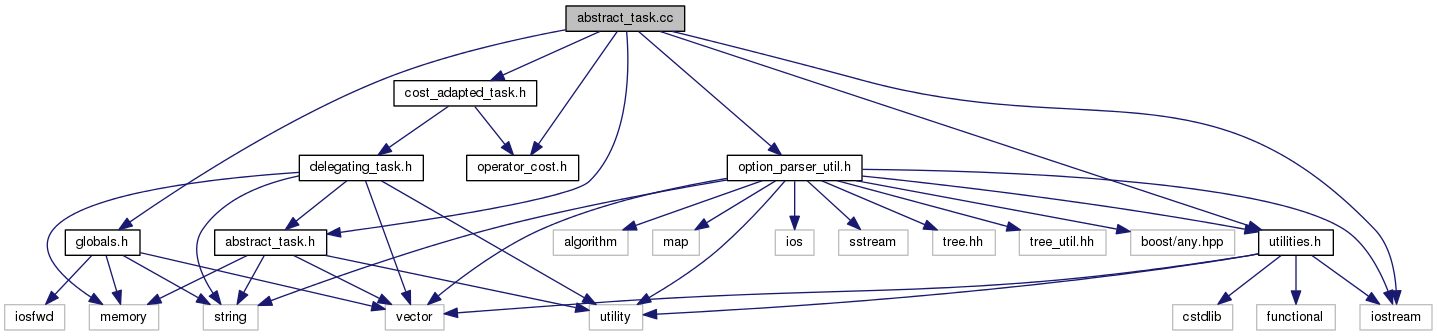 abstract_task.cc
cost_adapted_task.h
delegating_task.h
operator_cost.h
option_parser_util.h
globals.h
abstract_task.h
algorithm
map
ios
sstream
tree.hh
tree_util.hh
boost/any.hpp
utilities.h
iosfwd
memory
string
vector
utility
cstdlib
functional
iostream